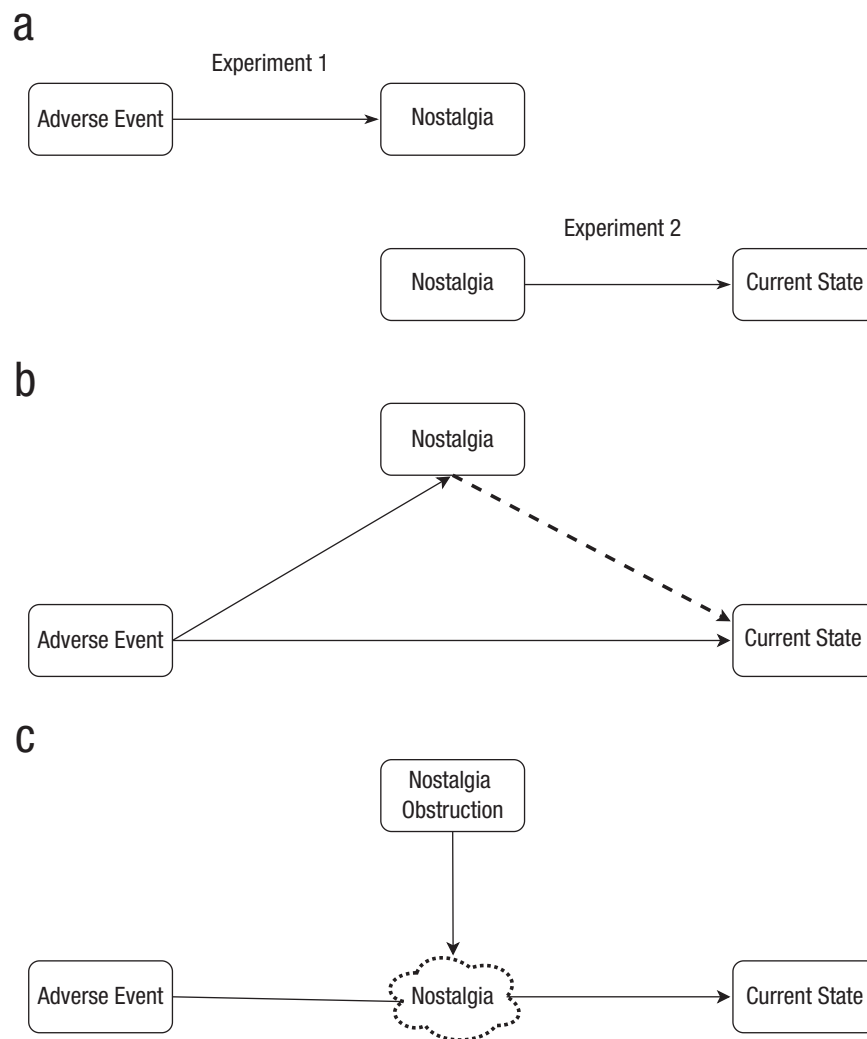 a
Experiment 1
Adverse Event
Nostalgia
Experiment 2
Nostalgia
Current State
b
Nostalgia
Adverse Event
Current State
c
Nostalgia
Obstruction
Adverse Event
Nostalgia
Current State